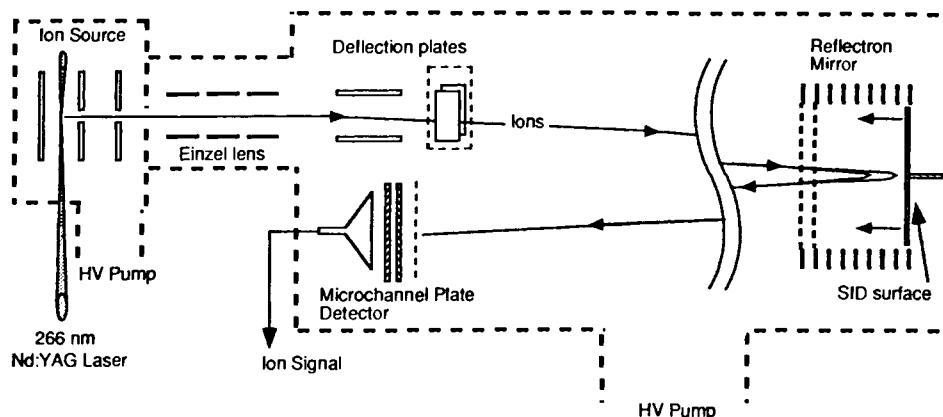 Ion Source
Deflection plates
Reflectron
Mirror
Ions
Einzel lens
HV Pump
Microchannel Plate
Detector
SID surface
266 nm
Nd:YAG Laser
Ion Signal
HV Pump